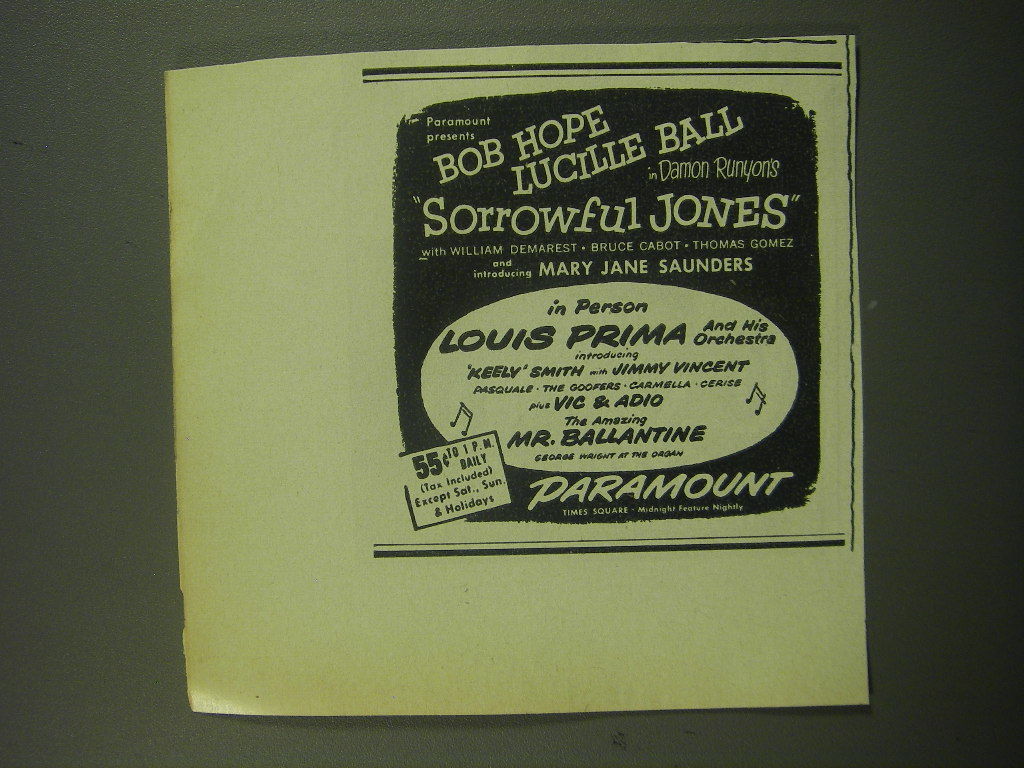 Paramount
presents
BOB HOPE
LUCILLE BALL
in Damon Runyon's
"Sorrowful JONES"
with WILLIAM DEMAREST • BRUCE CABOT • THOMAS GOMEZ
and
introducing MARY JANE SAUNDERS
in Person
LOUIS PRIMA And His
Orchestra
introducing
'KEELY' SMITH with JIMMY VINCENT
PASQUALE • THE GOOFERS • CARMELLA • CERISE
plus VIC & ADIO
The Amazing
MR. BALLANTINE
GEORGE WRIGHT AT THE ORGAN
55¢ TO 1 P.M.
DAILY
(Tax Included)
Except Sat., Sun.
& Holidays
PARAMOUNT
TIMES SQUARE • Midnight Feature Nightly